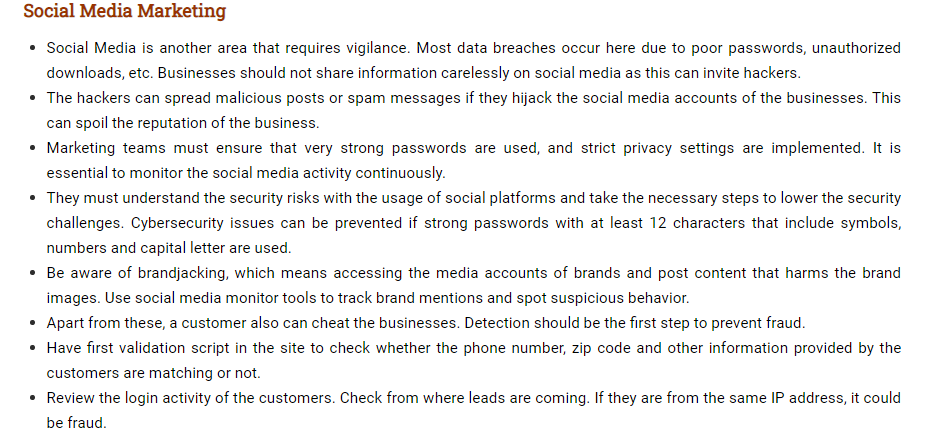 Social Media Marketing
• Social Media is another area that requires vigilance. Most data breaches occur here due to poor passwords, unauthorized
downloads, etc. Businesses should not share information carelessly on social media as this can invite hackers.
• The hackers can spread malicious posts or spam messages if they hijack the social media accounts of the businesses. This
can spoil the reputation of the business.
• Marketing teams must ensure that very strong passwords are used, and strict privacy settings are implemented. It is
essential to monitor the social media activity continuously.
• They must understand the security risks with the usage of social platforms and take the necessary steps to lower the security
challenges. Cybersecurity issues can be prevented if strong passwords with at least 12 characters that include symbols,
numbers and capital letter are used.
• Be aware of brandjacking, which means accessing the media accounts of brands and post content that harms the brand
images. Use social media monitor tools to track brand mentions and spot suspicious behavior.
• Apart from these, a customer also can cheat the businesses. Detection should be the first step to prevent fraud.
• Have first validation script in the site to check whether the phone number, zip code and other information provided by the
customers are matching or not.
• Review the login activity of the customers. Check from where leads are coming. If they are from the same IP address, it could
be fraud.